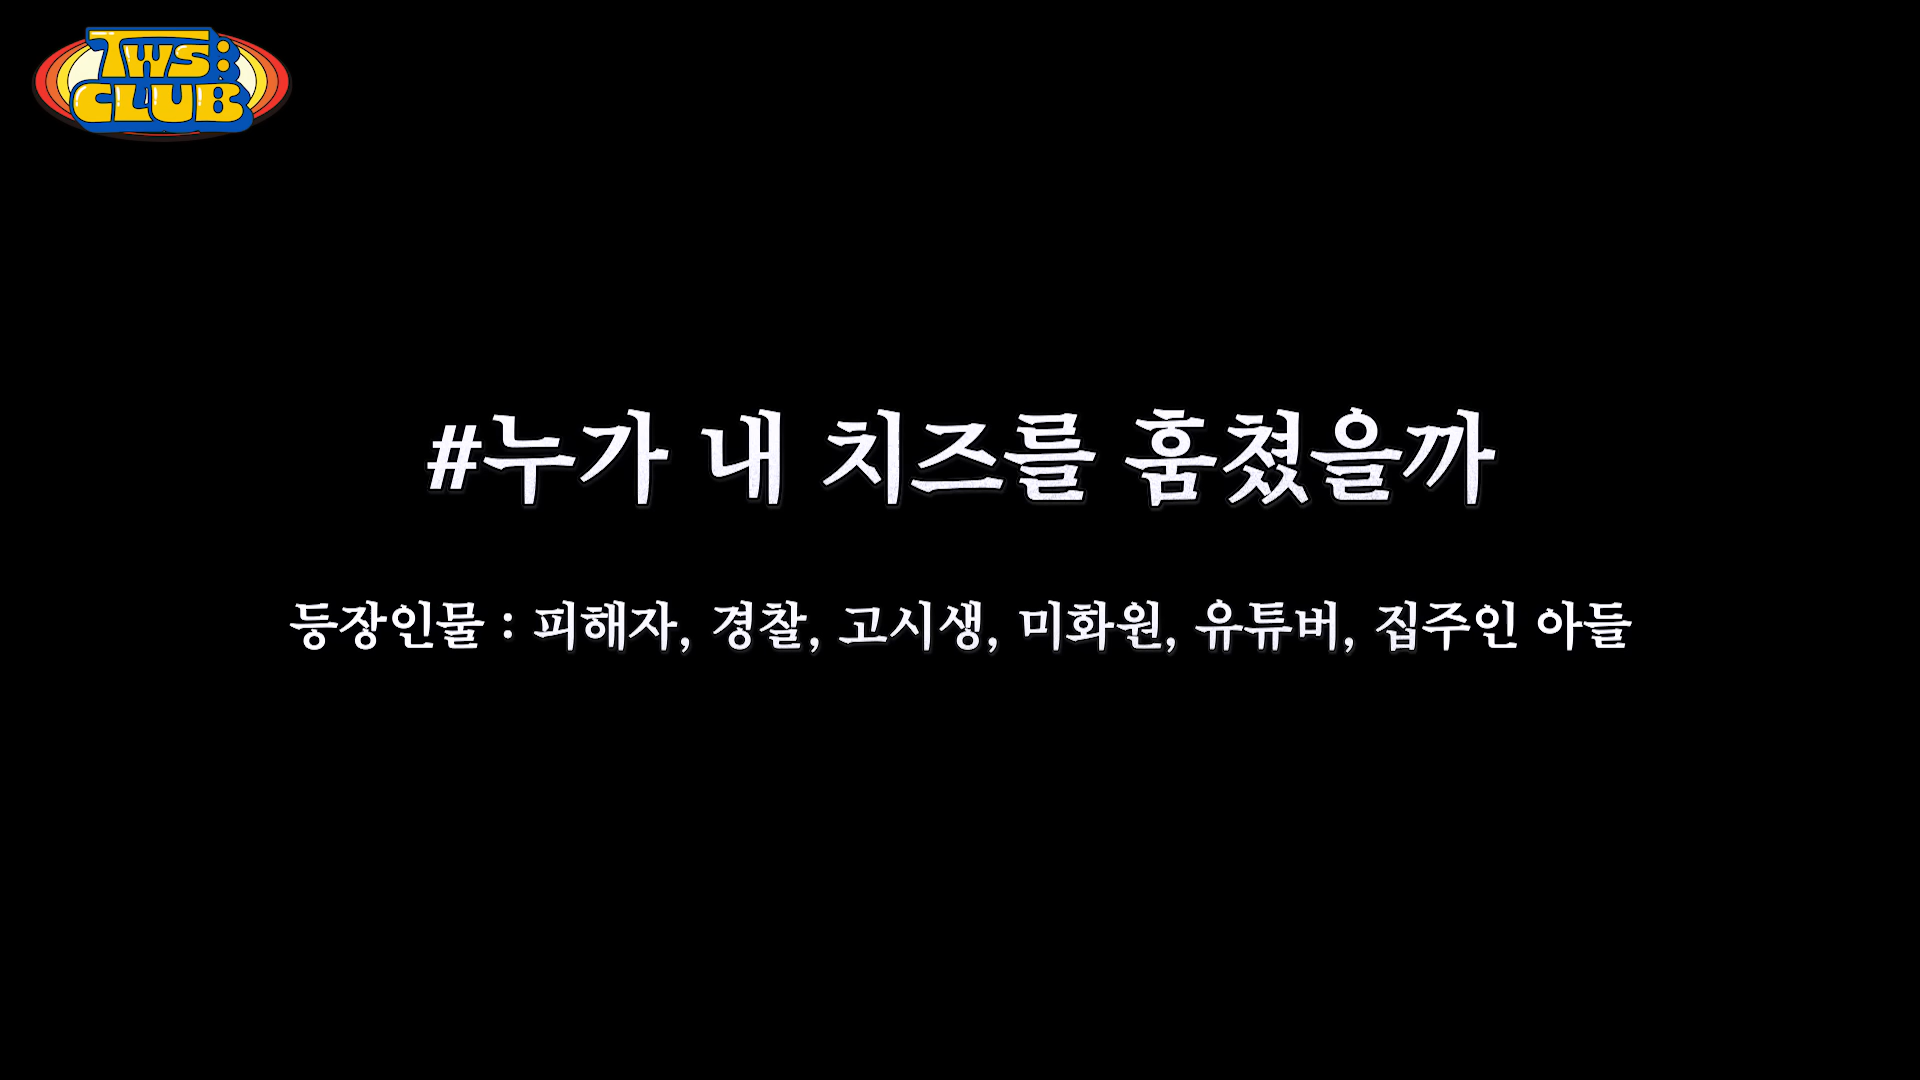 TWS:
CLUB
#누가 내 치즈를 훔쳤을까
등장인물 : 피해자, 경찰, 고시생, 미화원, 유튜버, 집주인 아들